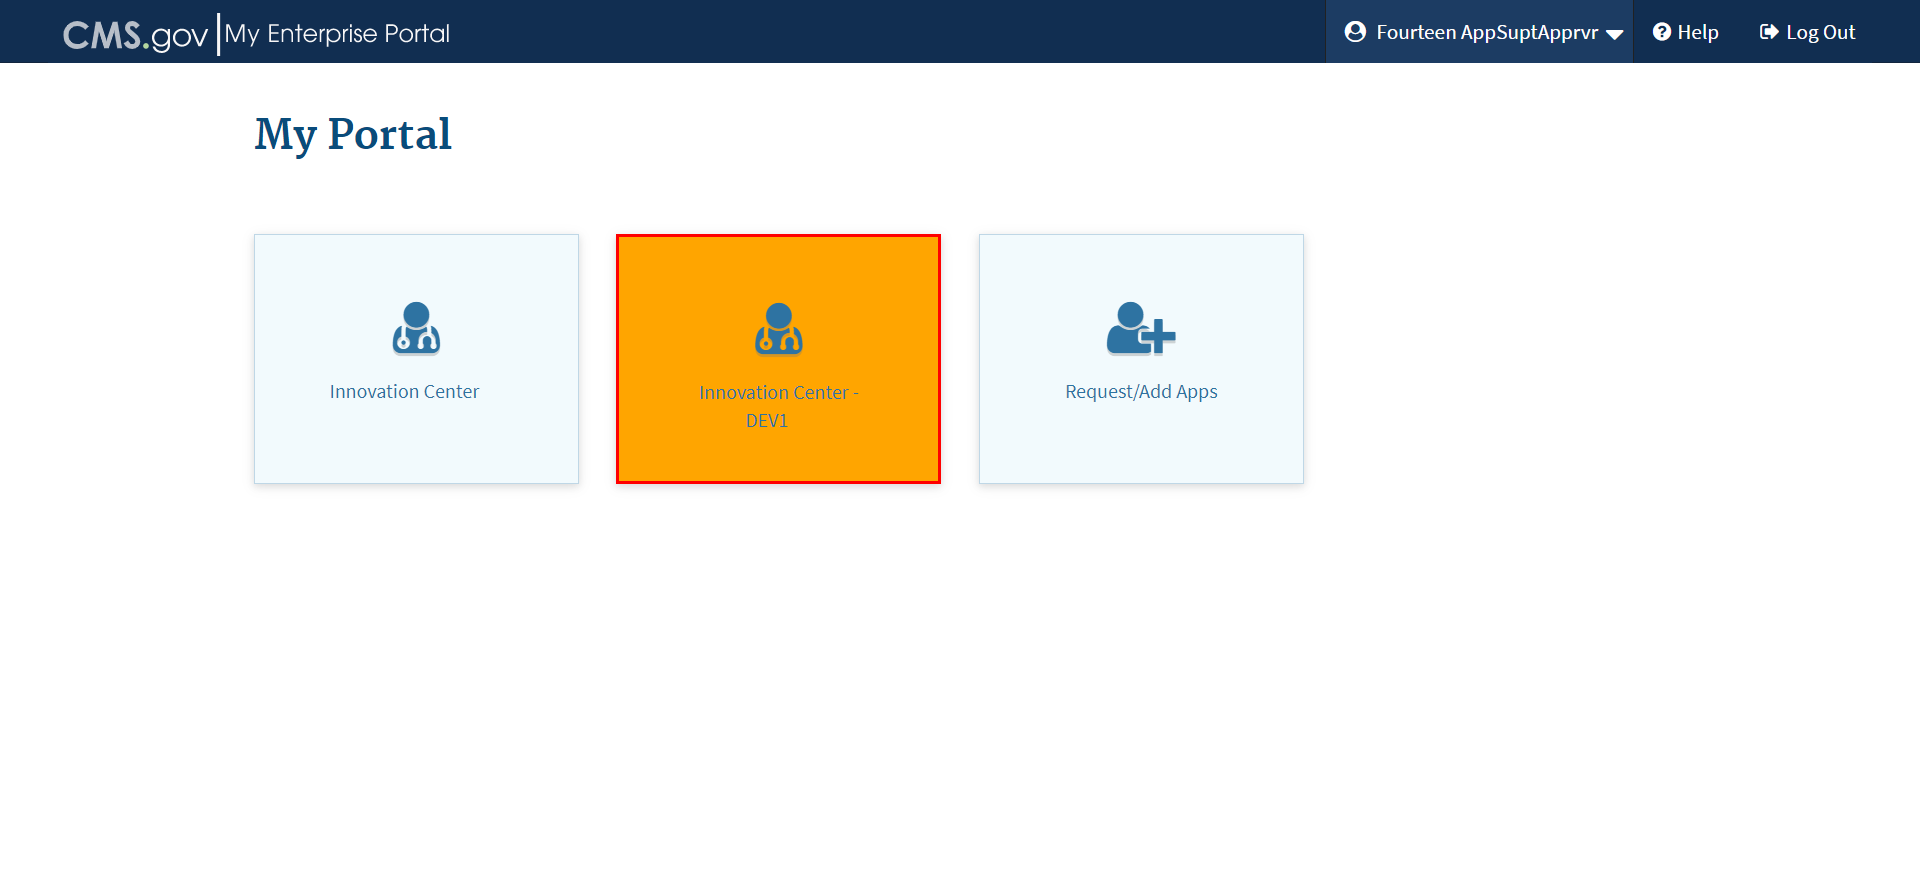 CMS.gov My Enterprise Portal
Fourteen AppSuptApprvr Help Log Out
My Portal
Innovation Center
Innovation Center -
DEV1
Request/Add Apps